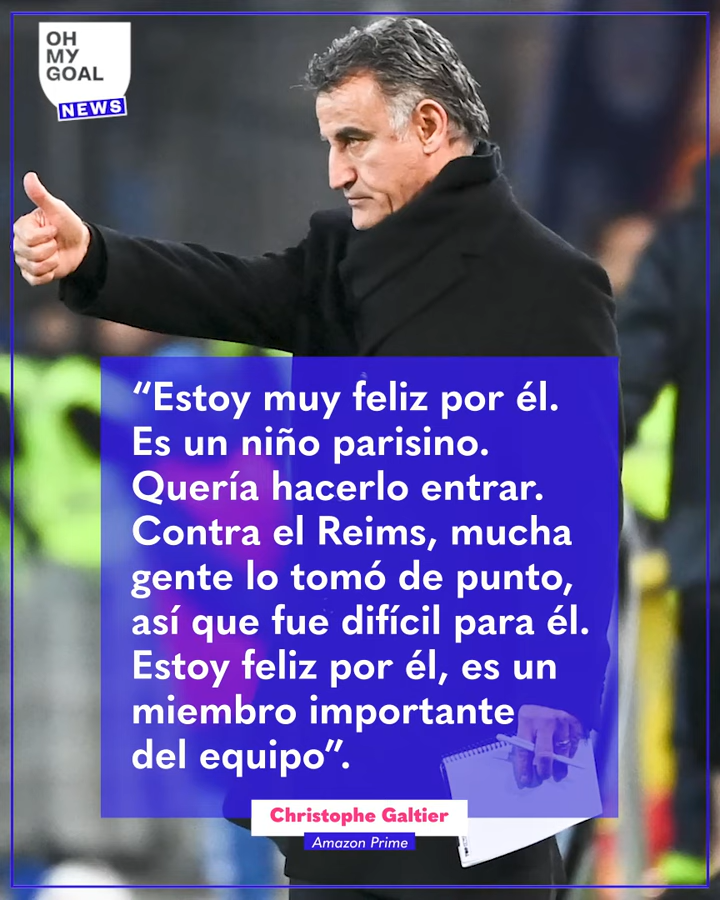 OH
MY
GOAL
NEWS
“Estoy muy feliz por él.
Es un niño parisino.
Quería hacerlo entrar.
Contra el Reims, mucha
gente lo tomó de punto,
así que fue difícil para él.
Estoy feliz por él, es un
miembro importante
del equipo”.
Christophe Galtier
Amazon Prime